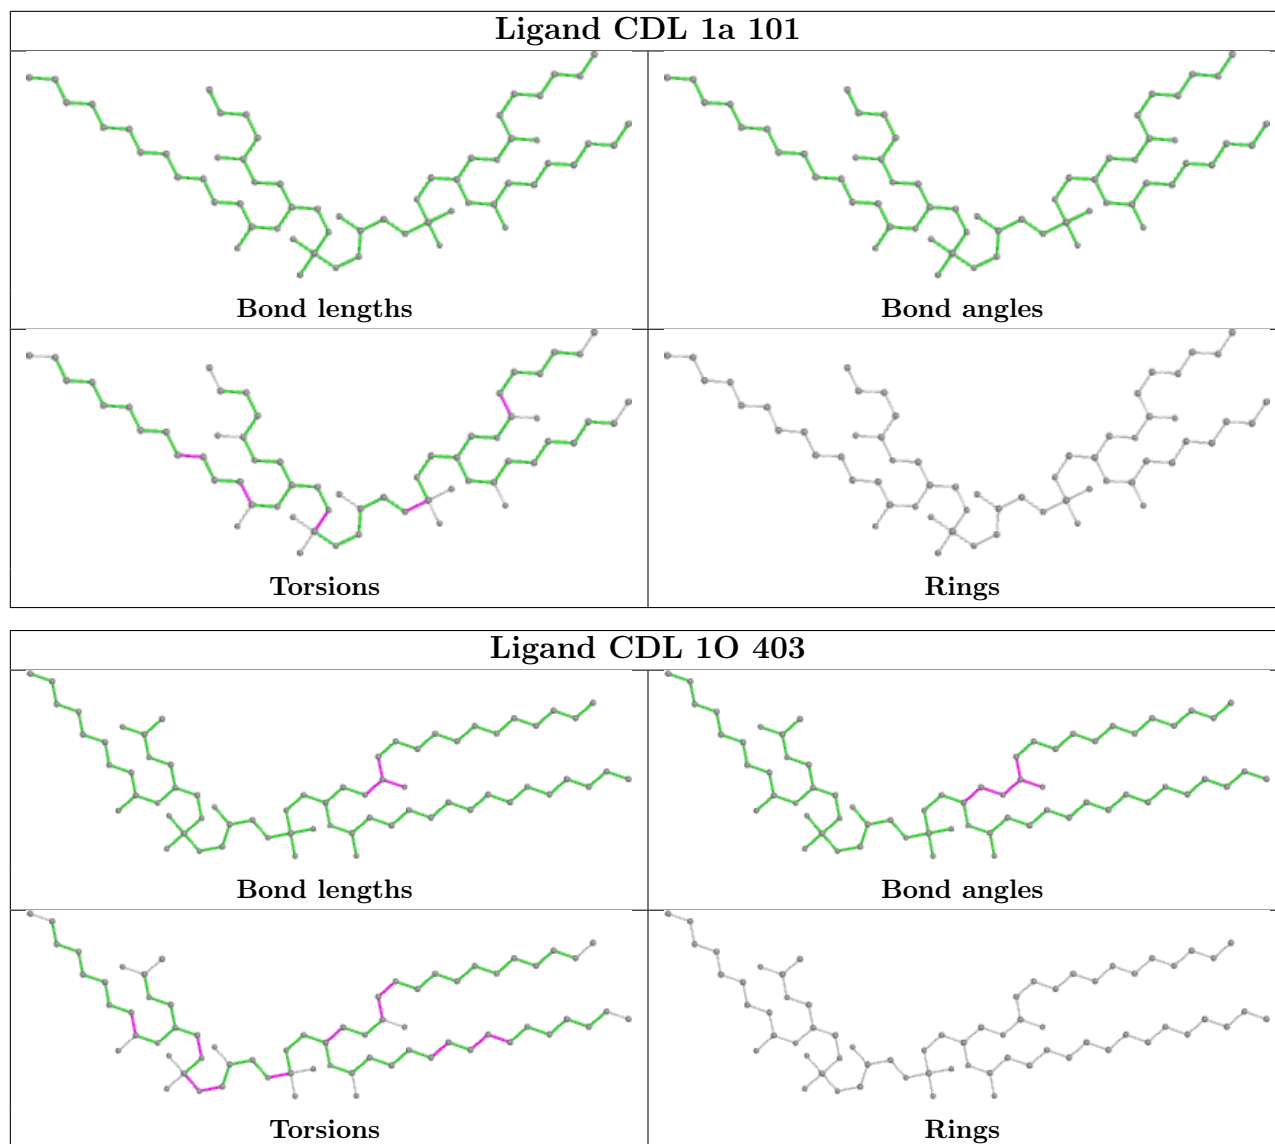 Ligand CDL 1a 101
Bond lengths
Bond angles
Torsions
Rings
Ligand CDL 1O 403
Bond lengths
Bond angles
Torsions
Rings